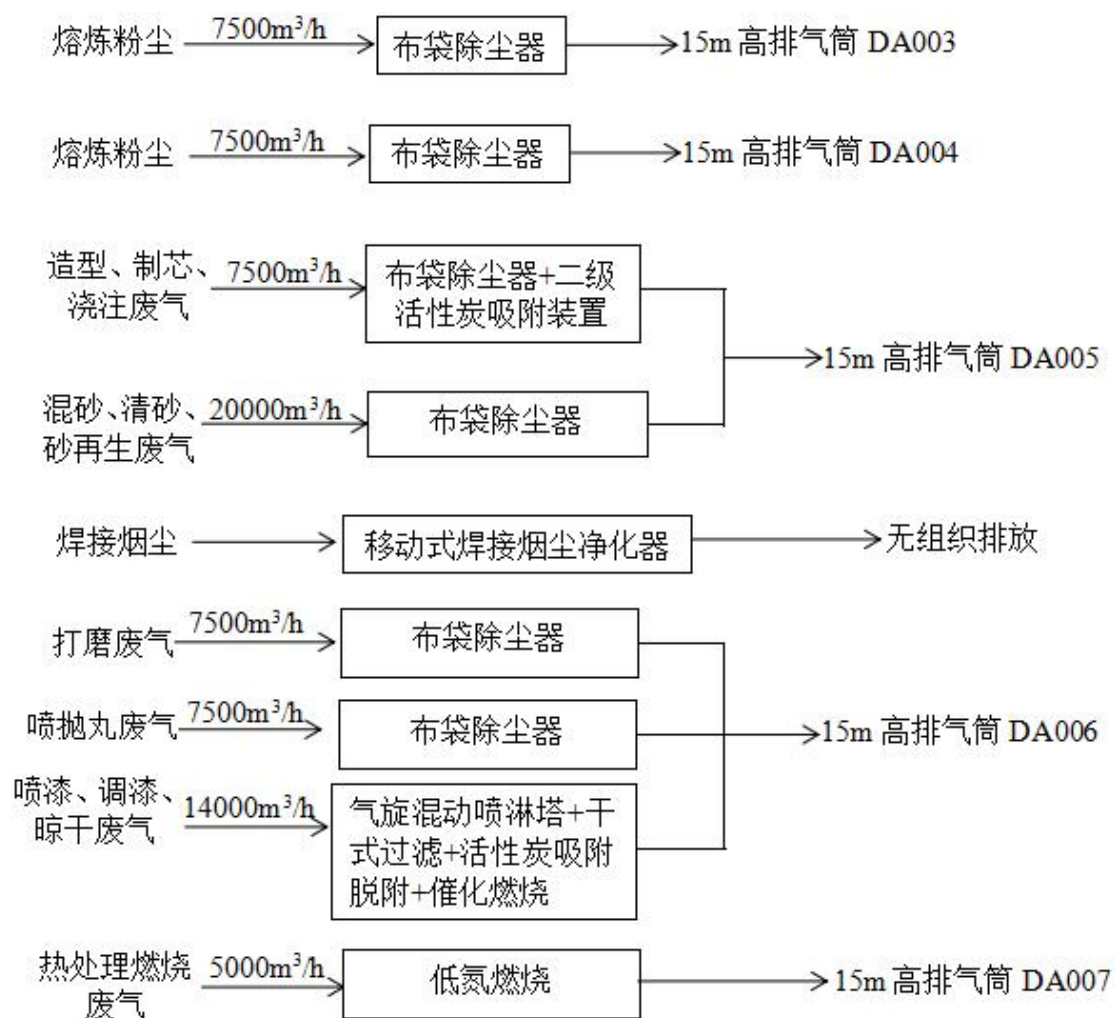 熔炼粉尘 7500m³/h 布袋除尘器 15m 高排气筒 DA003
熔炼粉尘 7500m³/h 布袋除尘器 15m 高排气筒 DA004
造型、制芯、
浇注废气
7500m³/h
布袋除尘器+二级
活性炭吸附装置
混砂、清砂、
砂再生废气
20000m³/h
布袋除尘器
15m 高排气筒 DA005
焊接烟尘 移动式焊接烟尘净化器 无组织排放
打磨废气 7500m³/h 布袋除尘器
喷抛丸废气 7500m³/h 布袋除尘器 15m 高排气筒 DA006
喷漆、调漆、
晾干废气
14000m³/h
气旋混动喷淋塔+干
式过滤+活性炭吸附
脱附+催化燃烧
热处理燃烧
废气
5000m³/h
低氮燃烧
15m 高排气筒 DA007